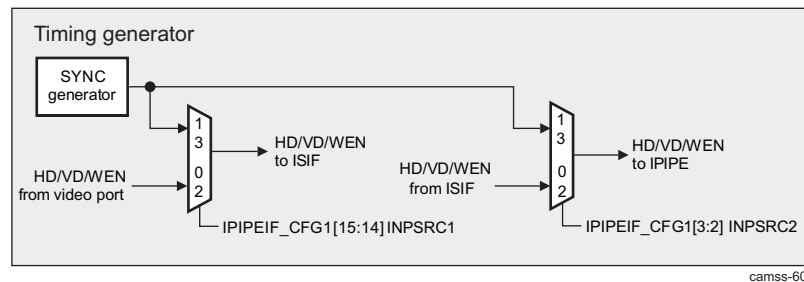 Timing generator
SYNC
generator
1
3
0
2
HD/VD/WEN
to ISIF
HD/VD/WEN
from video port
IPIPEIF_CFG1[15:14] INPSRC1
1
3
0
2
HD/VD/WEN
to IPIPE
HD/VD/WEN
from ISIF
IPIPEIF_CFG1[3:2] INPSRC2
camss-60